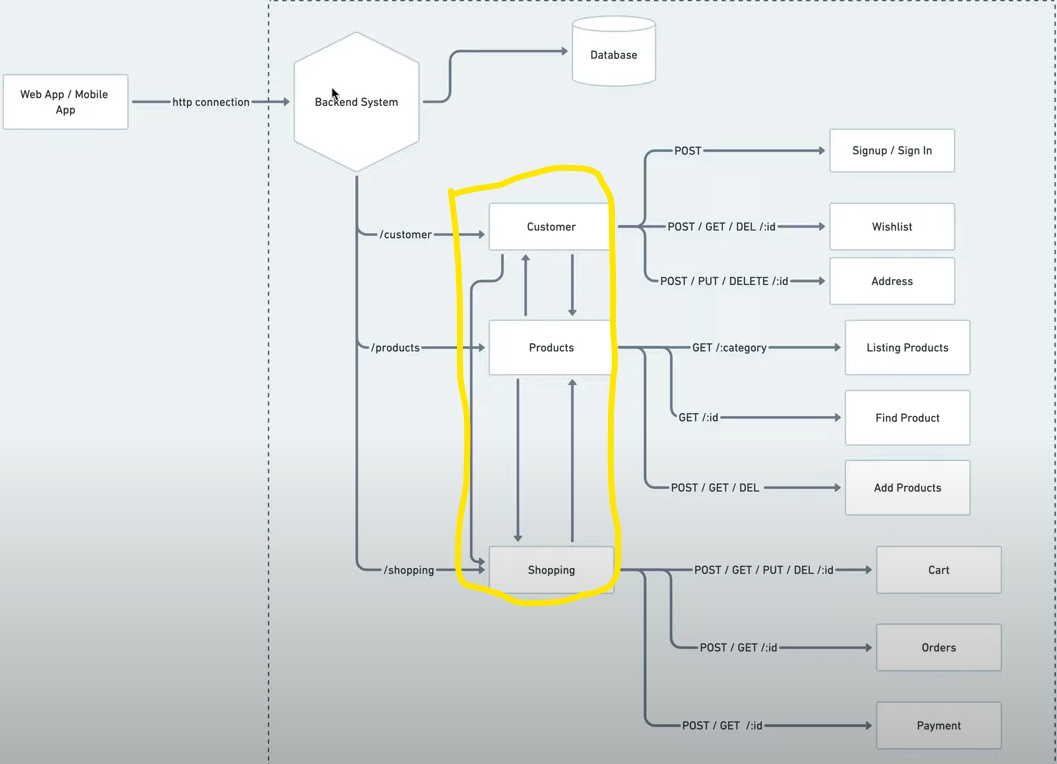 Database
Web App / Mobile
App
http connection
Backend System
POST
Signup / Sign In
/customer
Customer
POST / GET / DEL /:id
Wishlist
POST / PUT / DELETE /:id
Address
/products
Products
GET /:category
Listing Products
GET /:id
Find Product
POST / GET / DEL
Add Products
/shopping
Shopping
POST / GET / PUT / DEL /:id
Cart
POST / GET /:id
Orders
POST / GET /:id
Payment